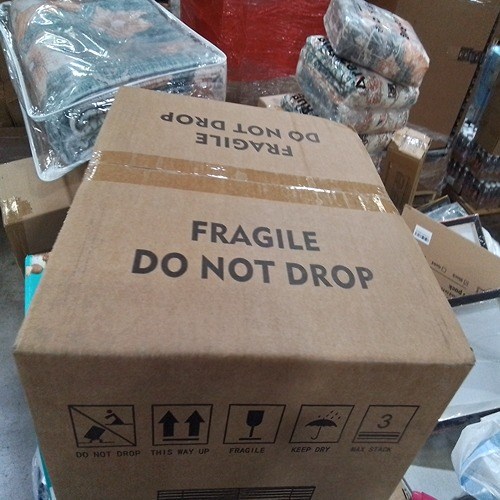 DO NOT DROP
FRAGILE
FRAGILE
DO NOT DROP
3
DO NOT DROP THIS WAY UP FRAGILE KEEP DRY MAX STACK